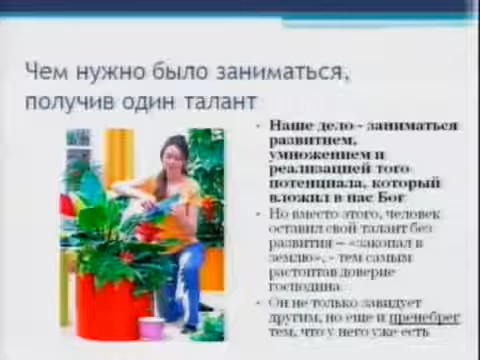 Чем нужно было заниматься,
получив один талант
• Наше дело - заниматься
развитием,
умножением и
реализацией того
потенциала, который
вложил в нас Бог
• Но вместо этого, человек
оставил свой талант без
развития – «закопал в
землю», - тем самым
растоптав доверие
господина
• Он не только завидует
другим, но еще и пренебрег
тем, что у него уже есть